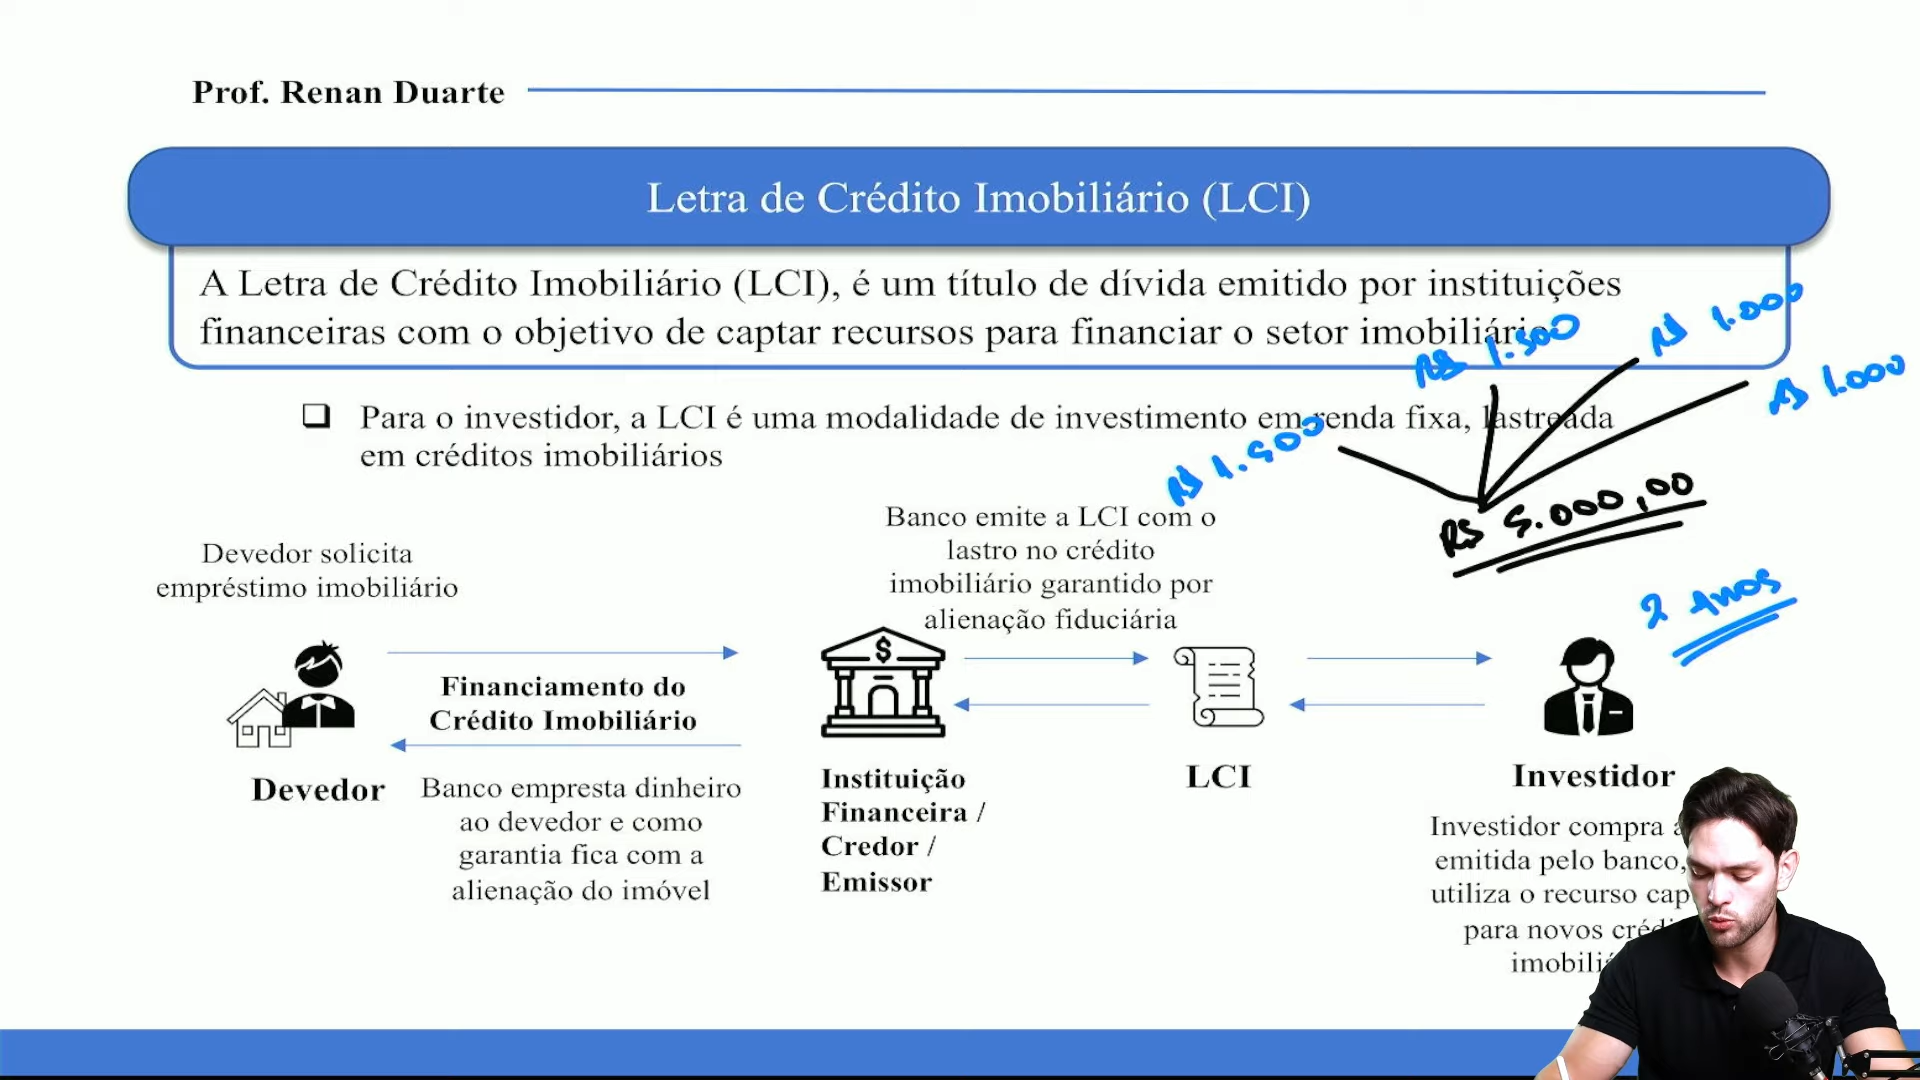 Prof. Renan Duarte
Letra de Crédito Imobiliário (LCI)
A Letra de Crédito Imobiliário (LCI), é um título de dívida emitido por instituições
financeiras com o objetivo de captar recursos para financiar o setor imobiliário
R$ 1.000
R$ 1.500
R$ 1.000
❑ Para o investidor, a LCI é uma modalidade de investimento em renda fixa, lastreada
em créditos imobiliários
R$ 1.500
R$ 5.000,00
Devedor solicita
empréstimo imobiliário
Banco emite a LCI com o
lastro no crédito
imobiliário garantido por
alienação fiduciária
2 Anos
$
Financiamento do
Crédito Imobiliário
Devedor
Banco empresta dinheiro
ao devedor e como
garantia fica com a
alienação do imóvel
Instituição
Financeira /
Credor /
Emissor
LCI
Investidor
Investidor compra
emitida pelo banco,
utiliza o recurso
para novos